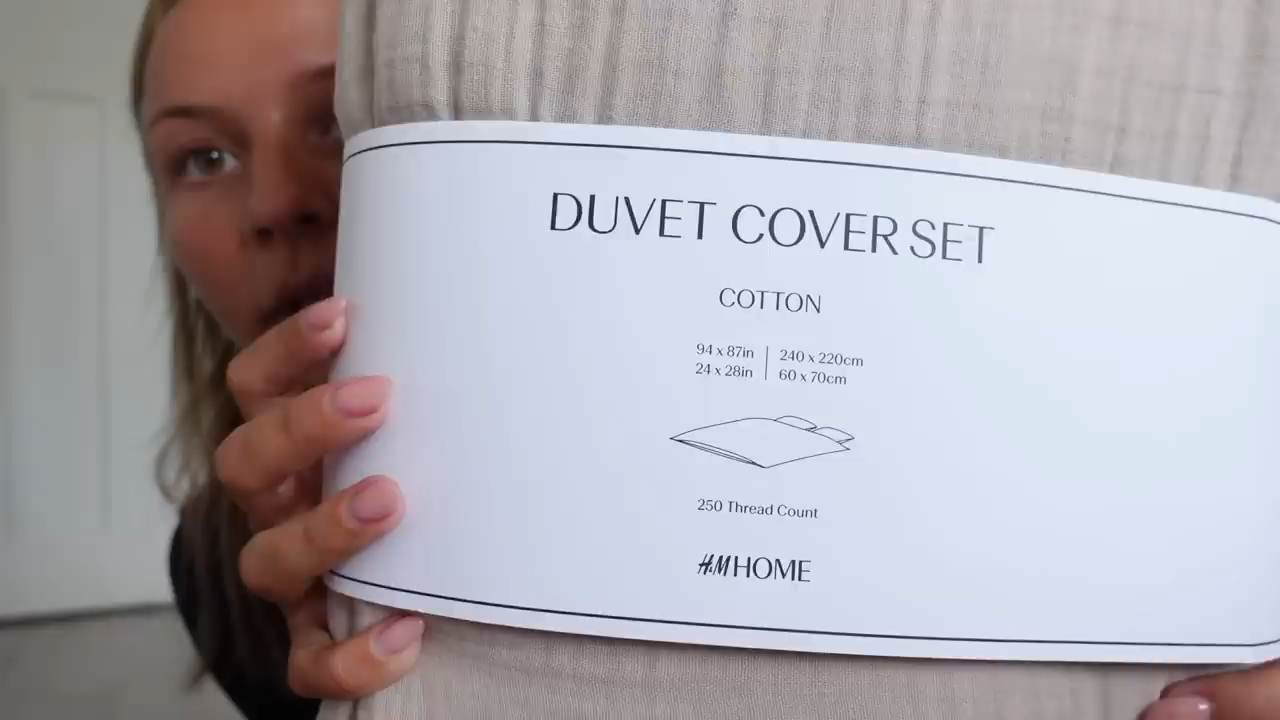 DUVET COVER SET
COTTON
94 x 87in | 240 x 220cm
24 x 28in | 60 x 70cm
250 Thread Count
H&M HOME